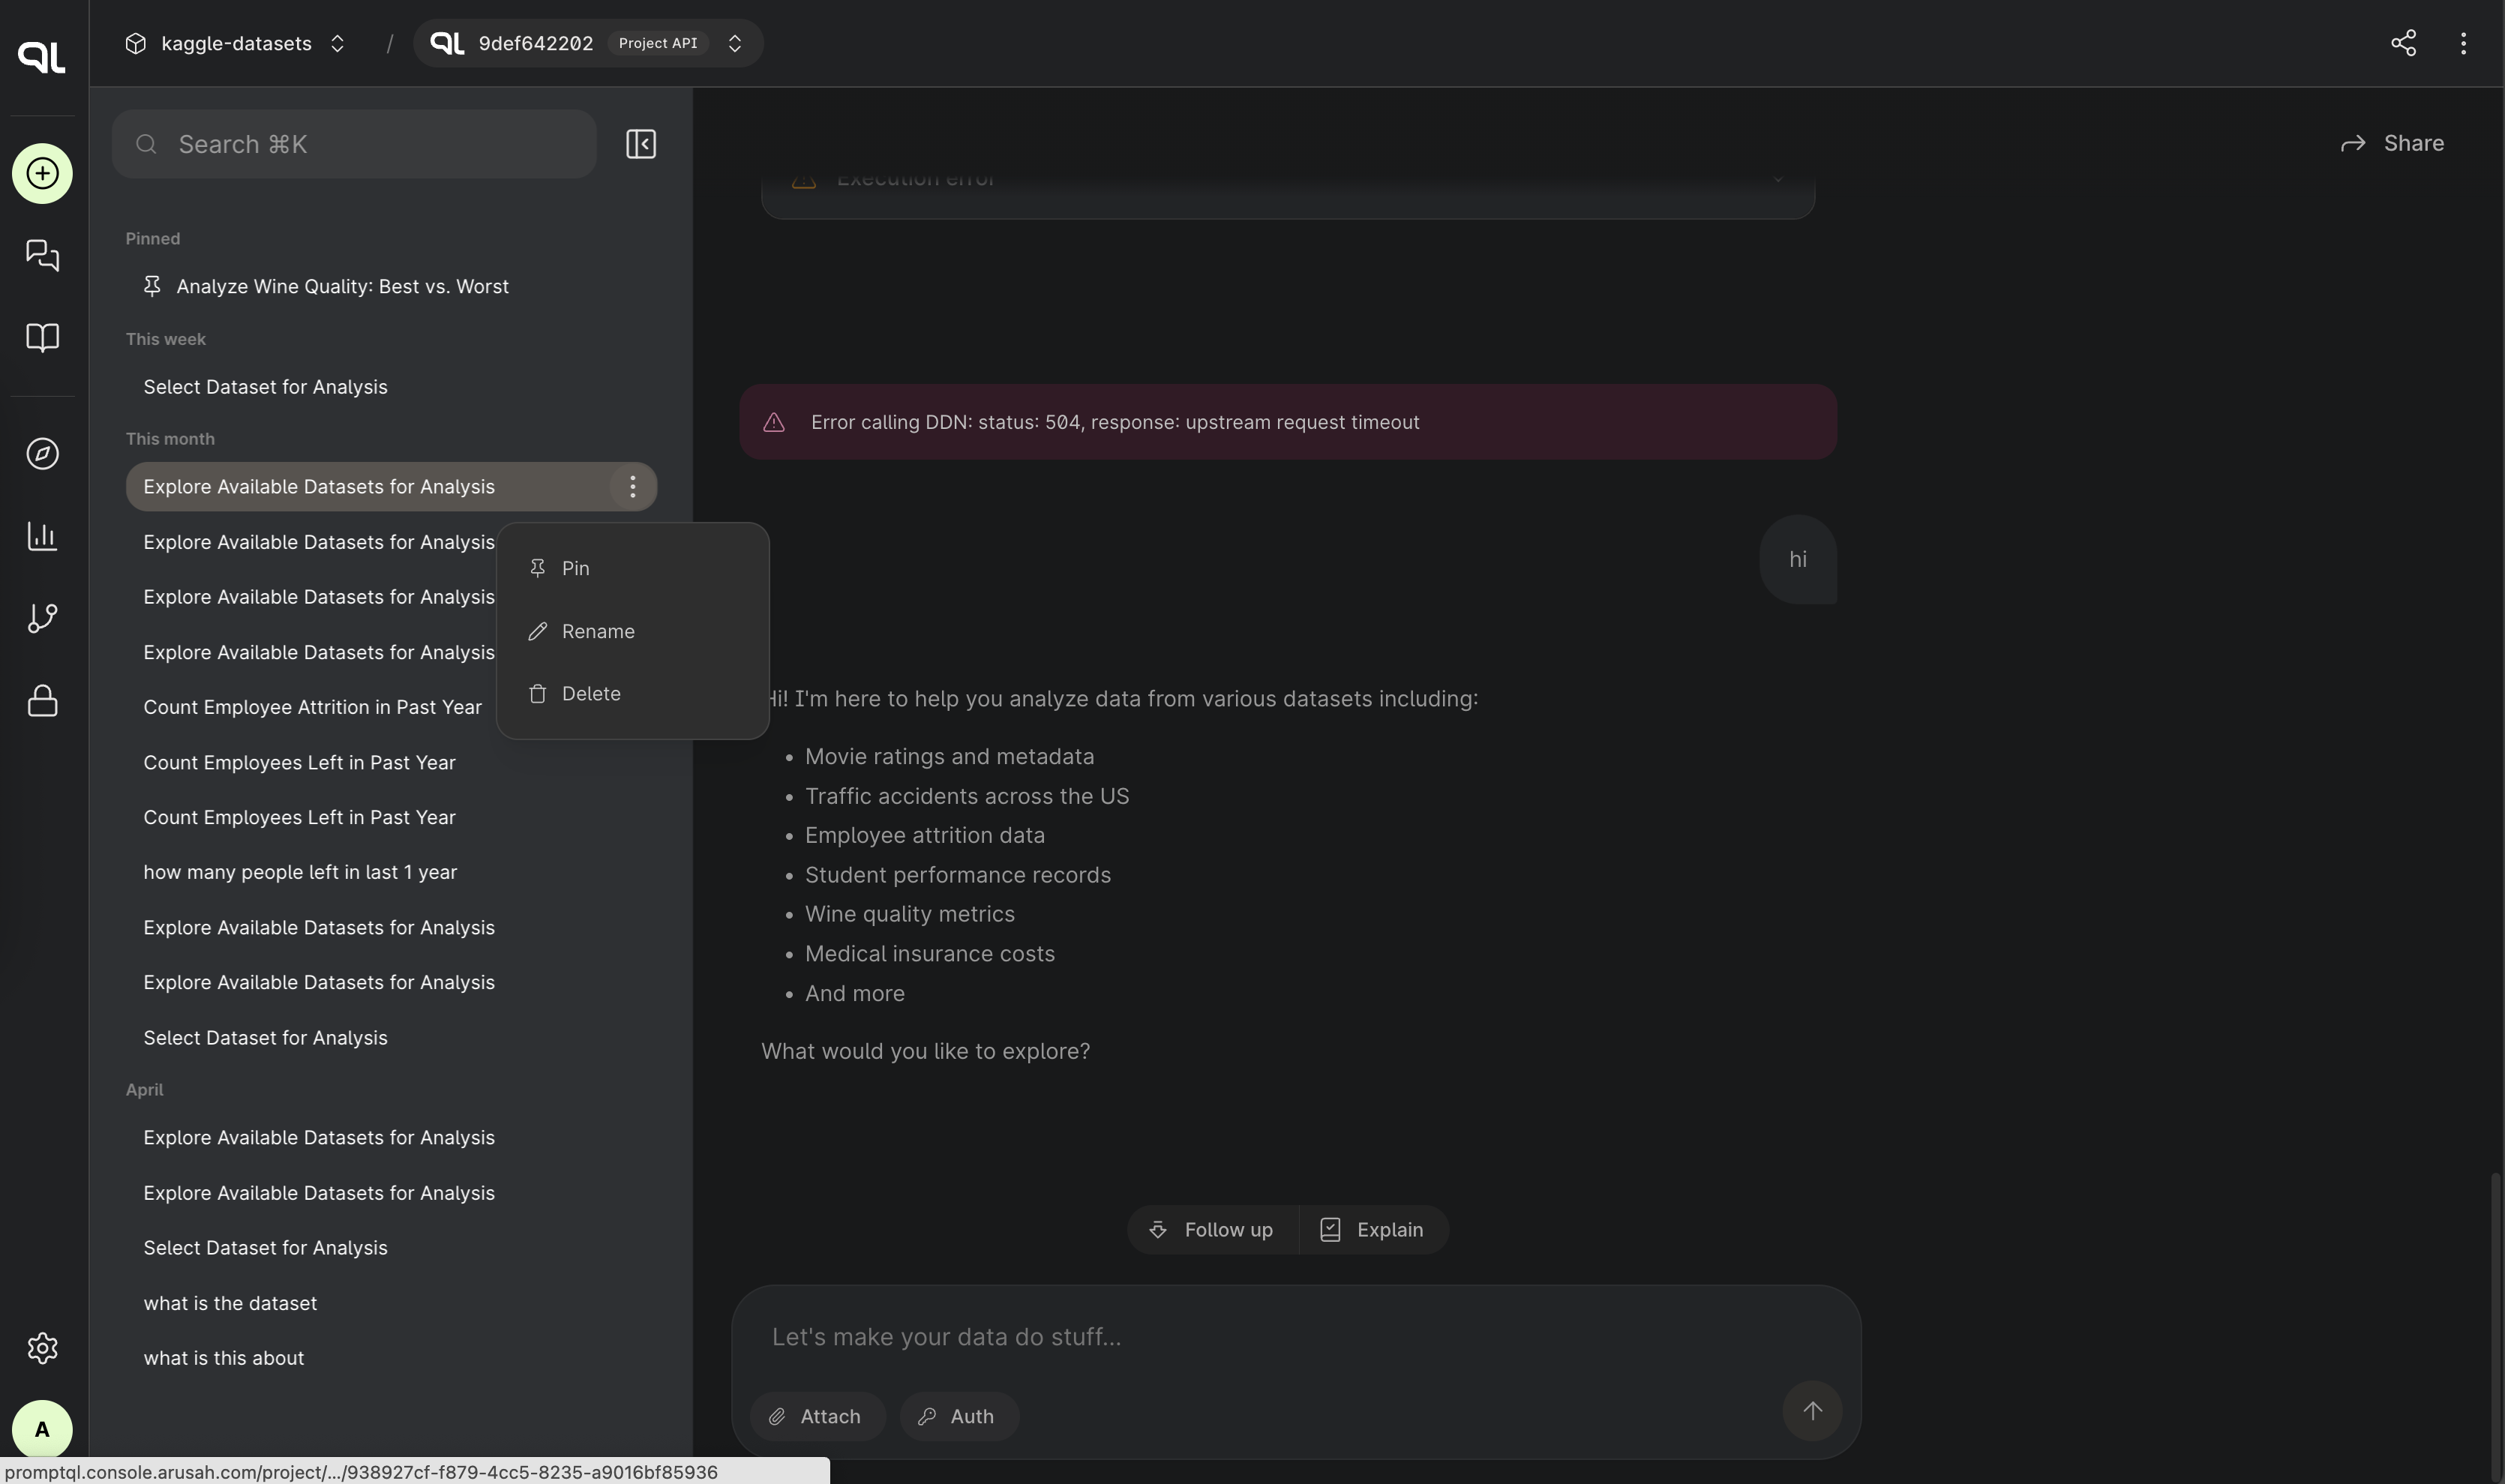 kaggle-datasets / 9def642202 Project API
Search ⌘K
Share
Execution error
Pinned
Analyze Wine Quality: Best vs. Worst
This week
Select Dataset for Analysis
This month
Explore Available Datasets for Analysis
Explore Available Datasets for Analysis
Explore Available Datasets for Analysis
Explore Available Datasets for Analysis
Count Employee Attrition in Past Year
Count Employees Left in Past Year
Count Employees Left in Past Year
how many people left in last 1 year
Explore Available Datasets for Analysis
Explore Available Datasets for Analysis
Select Dataset for Analysis
April
Explore Available Datasets for Analysis
Explore Available Datasets for Analysis
Select Dataset for Analysis
what is the dataset
what is this about
A
Pin
Rename
Delete
Error calling DDN: status: 504, response: upstream request timeout
hi
Hi! I'm here to help you analyze data from various datasets including:
• Movie ratings and metadata
• Traffic accidents across the US
• Employee attrition data
• Student performance records
• Wine quality metrics
• Medical insurance costs
• And more
What would you like to explore?
Follow up
Explain
Let's make your data do stuff...
Attach
Auth
promptql.console.arusah.com/project/.../938927cf-f879-4cc5-8235-a9016bf85936